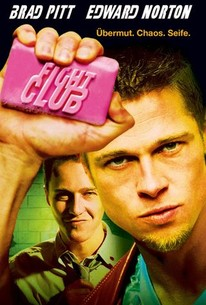 BRAD PITT EDWARD NORTON
Übermut. Chaos. Seife.
FIGHT
CLUB